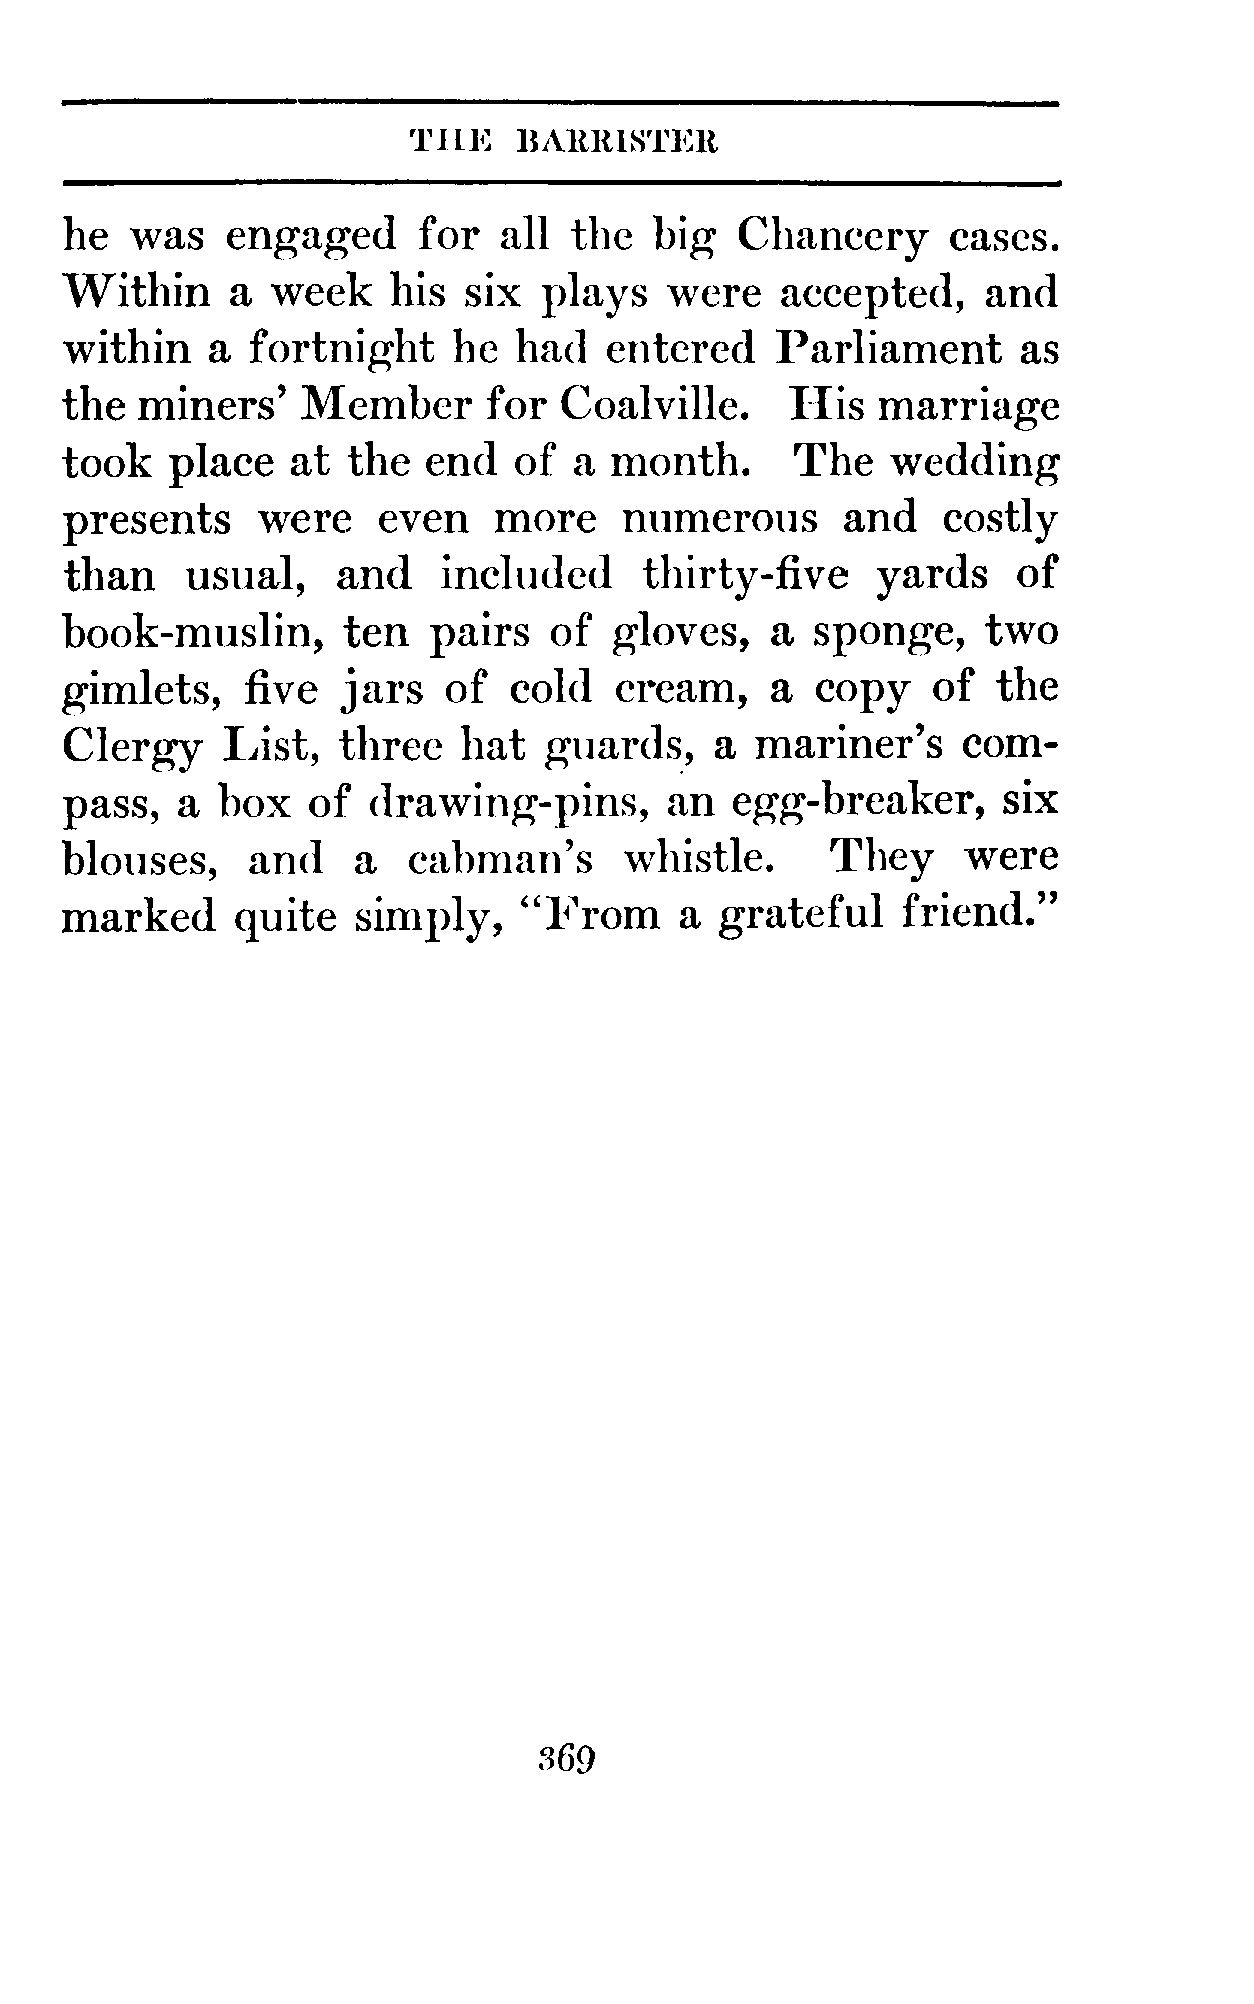 THE BARRISTER
he was engaged for all the big Chancery cases.
Within a week his six plays were accepted, and
within a fortnight he had entered Parliament as
the miners' Member for Coalville. His marriage
took place at the end of a month. The wedding
presents were even more numerous and costly
than usual, and included thirty-five yards of
book-muslin, ten pairs of gloves, a sponge, two
gimlets, five jars of cold cream, a copy of the
Clergy List, three hat guards, a mariner's com-
pass, a box of drawing-pins, an egg-breaker, six
blouses, and a cabman's whistle. They were
marked quite simply, "From a grateful friend."
369